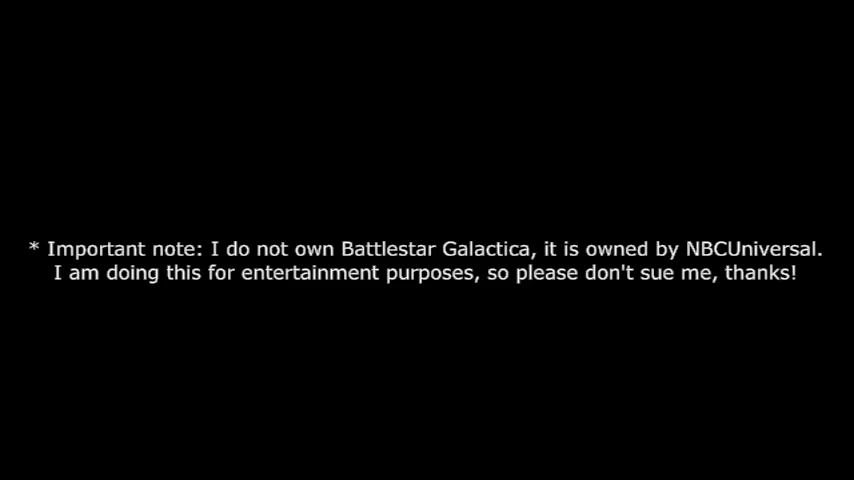 * Important note: I do not own Battlestar Galactica, it is owned by NBCUniversal.
I am doing this for entertainment purposes, so please don't sue me, thanks!